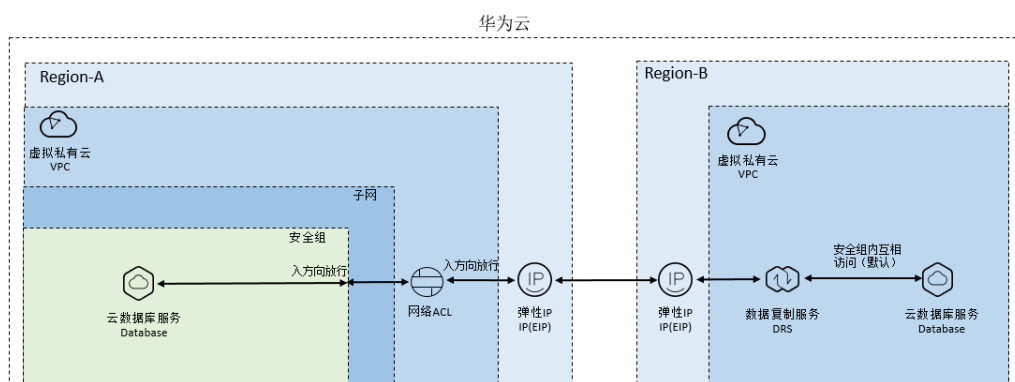 华为云
Region-A
Region-B
虚拟私有云
VPC
虚拟私有云
VPC
子网
安全组
入方向放行
入方向放行
安全组内互相
访问（默认）
云数据库服务
Database
网络ACL
弹性IP
IP(EIP)
弹性IP
IP(EIP)
数据复制服务
DRS
云数据库服务
Database
IP
IP